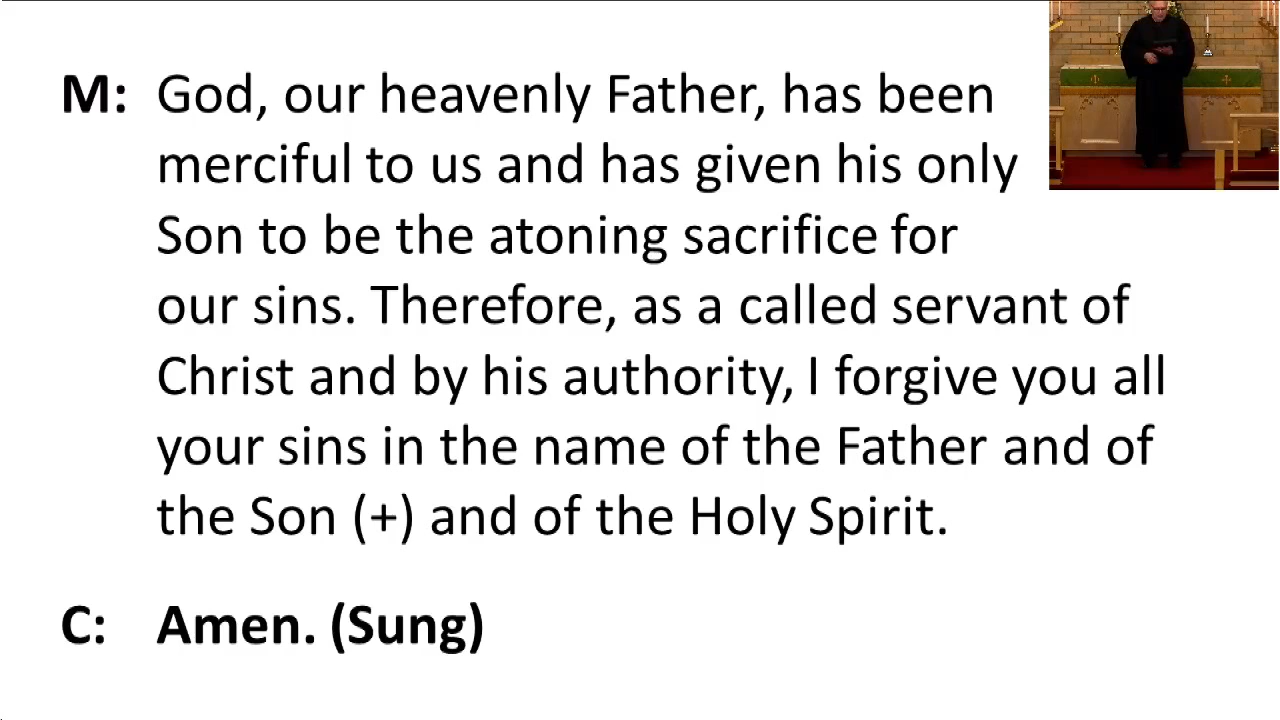 M: God, our heavenly Father, has been
merciful to us and has given his only
Son to be the atoning sacrifice for
our sins. Therefore, as a called servant of
Christ and by his authority, I forgive you all
your sins in the name of the Father and of
the Son (+) and of the Holy Spirit.
C: Amen. (Sung)